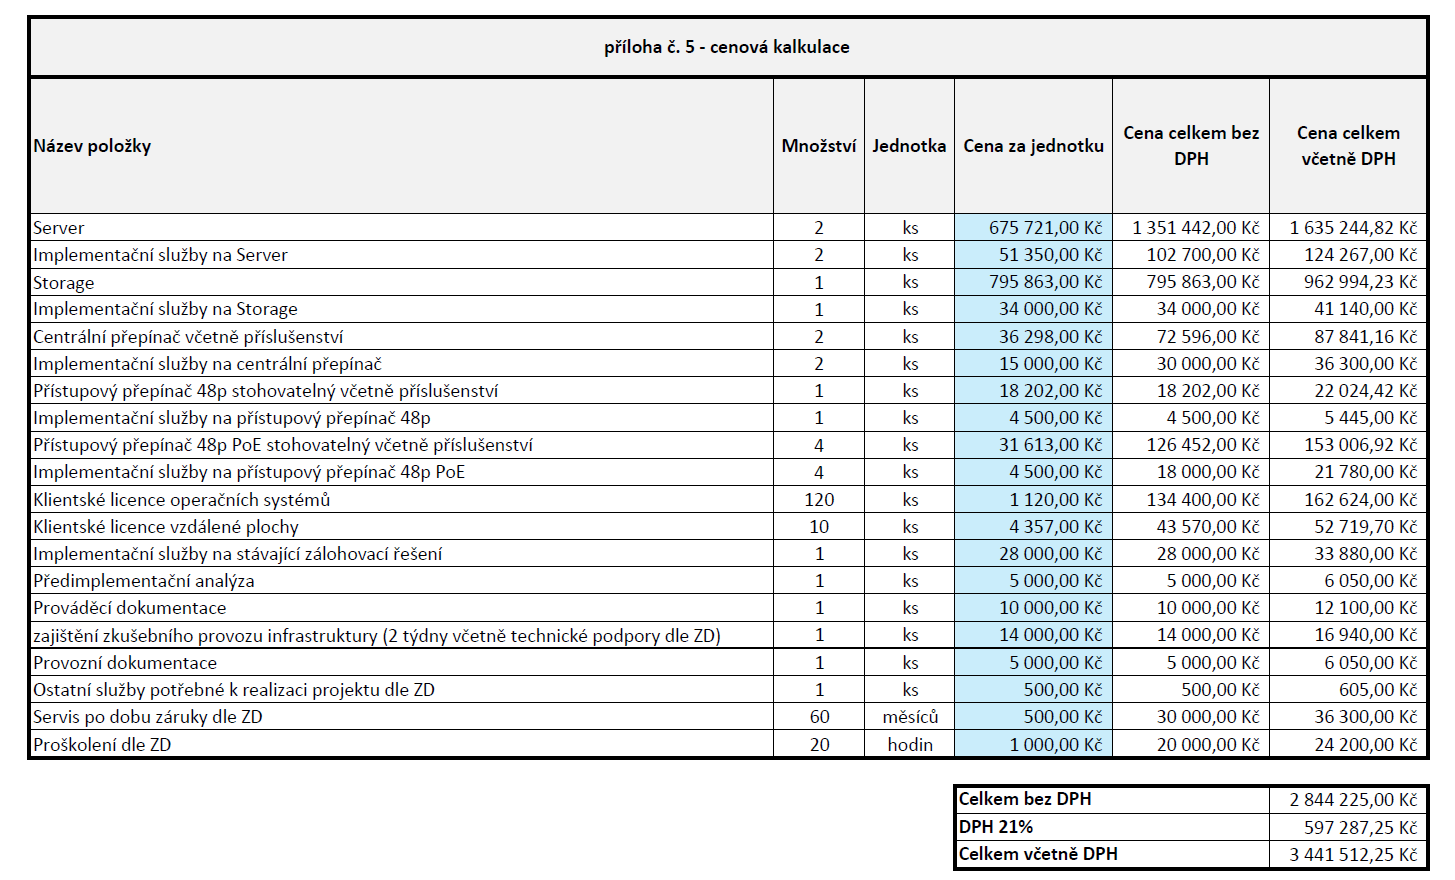 příloha č. 5 - cenová kalkulace
Název položky Množství Jednotka Cena za jednotku Cena celkem bez DPH Cena celkem včetně DPH
Server 2 ks 675 721,00 Kč 1 351 442,00 Kč 1 635 244,82 Kč
Implementační služby na Server 2 ks 51 350,00 Kč 102 700,00 Kč 124 267,00 Kč
Storage 1 ks 795 863,00 Kč 795 863,00 Kč 962 994,23 Kč
Implementační služby na Storage 1 ks 34 000,00 Kč 34 000,00 Kč 41 140,00 Kč
Centrální přepínač včetně příslušenství 2 ks 36 298,00 Kč 72 596,00 Kč 87 841,16 Kč
Implementační služby na centrální přepínač 2 ks 15 000,00 Kč 30 000,00 Kč 36 300,00 Kč
Přístupový přepínač 48p stohovatelný včetně příslušenství 1 ks 18 202,00 Kč 18 202,00 Kč 22 024,42 Kč
Implementační služby na přístupový přepínač 48p 1 ks 4 500,00 Kč 4 500,00 Kč 5 445,00 Kč
Přístupový přepínač 48p PoE stohovatelný včetně příslušenství 4 ks 31 613,00 Kč 126 452,00 Kč 153 006,92 Kč
Implementační služby na přístupový přepínač 48p PoE 4 ks 4 500,00 Kč 18 000,00 Kč 21 780,00 Kč
Klientské licence operačních systémů 120 ks 1 120,00 Kč 134 400,00 Kč 162 624,00 Kč
Klientské licence vzdálené plochy 10 ks 4 357,00 Kč 43 570,00 Kč 52 719,70 Kč
Implementační služby na stávající zálohovací řešení 1 ks 28 000,00 Kč 28 000,00 Kč 33 880,00 Kč
Předimplementační analýza 1 ks 5 000,00 Kč 5 000,00 Kč 6 050,00 Kč
Prováděcí dokumentace 1 ks 10 000,00 Kč 10 000,00 Kč 12 100,00 Kč
zajištění zkušebního provozu infrastruktury (2 týdny včetně technické podpory dle ZD) 1 ks 14 000,00 Kč 14 000,00 Kč 16 940,00 Kč
Provozní dokumentace 1 ks 5 000,00 Kč 5 000,00 Kč 6 050,00 Kč
Ostatní služby potřebné k realizaci projektu dle ZD 1 ks 500,00 Kč 500,00 Kč 605,00 Kč
Servis po dobu záruky dle ZD 60 měsíců 500,00 Kč 30 000,00 Kč 36 300,00 Kč
Proškolení dle ZD 20 hodin 1 000,00 Kč 20 000,00 Kč 24 200,00 Kč
Celkem bez DPH 2 844 225,00 Kč
DPH 21% 597 287,25 Kč
Celkem včetně DPH 3 441 512,25 Kč